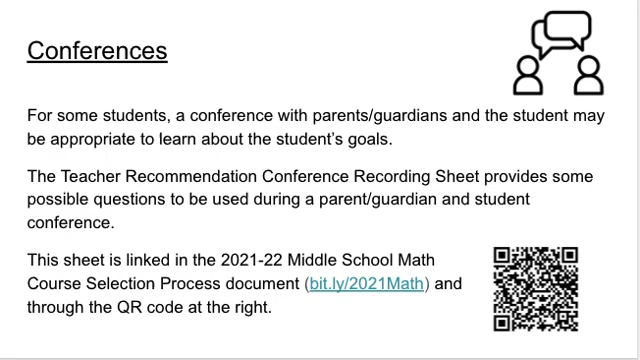 Conferences
For some students, a conference with parents/guardians and the student may
be appropriate to learn about the student’s goals.
The Teacher Recommendation Conference Recording Sheet provides some
possible questions to be used during a parent/guardian and student
conference.
This sheet is linked in the 2021-22 Middle School Math
Course Selection Process document (bit.ly/2021Math) and
through the QR code at the right.